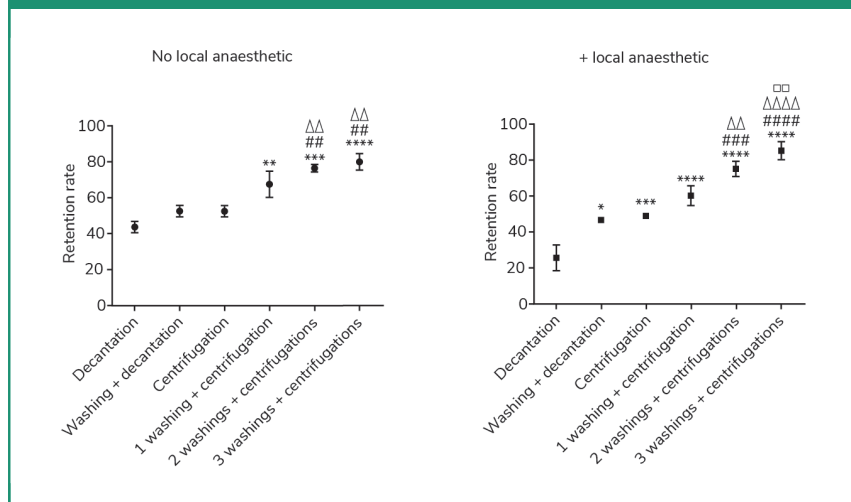 No local anaesthetic
ΔΔ
ΔΔ
##
##
**
***
****
Retention rate
100
80
60
40
20
0
Decantation
Washing + decantation
Centrifugation
1 washing + centrifugation
2 washings + centrifugations
3 washings + centrifugations
+ local anaesthetic
□□
ΔΔΔΔ
ΔΔ
####
###
****
****
****
***
*
Retention rate
100
80
60
40
20
0
Decantation
Washing + decantation
Centrifugation
1 washing + centrifugation
2 washings + centrifugations
3 washings + centrifugations